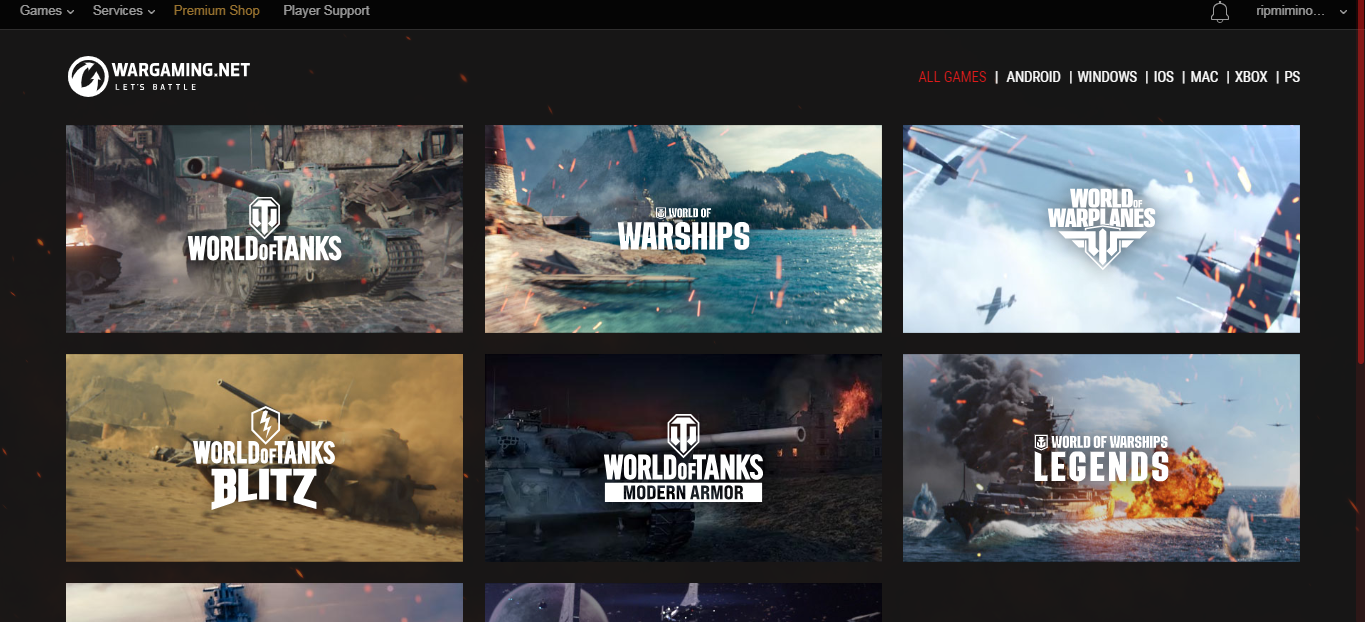 Games Services Premium Shop Player Support ripmimino...
WARGAMING.NET
LET'S BATTLE
ALL GAMES | ANDROID | WINDOWS | IOS | MAC | XBOX | PS
WORLD OF TANKS
WORLD OF
WARSHIPS
WORLD OF
WARPLANES
WORLD OF TANKS
BLITZ
WORLD OF TANKS
MODERN ARMOR
WORLD OF WARSHIPS
LEGENDS